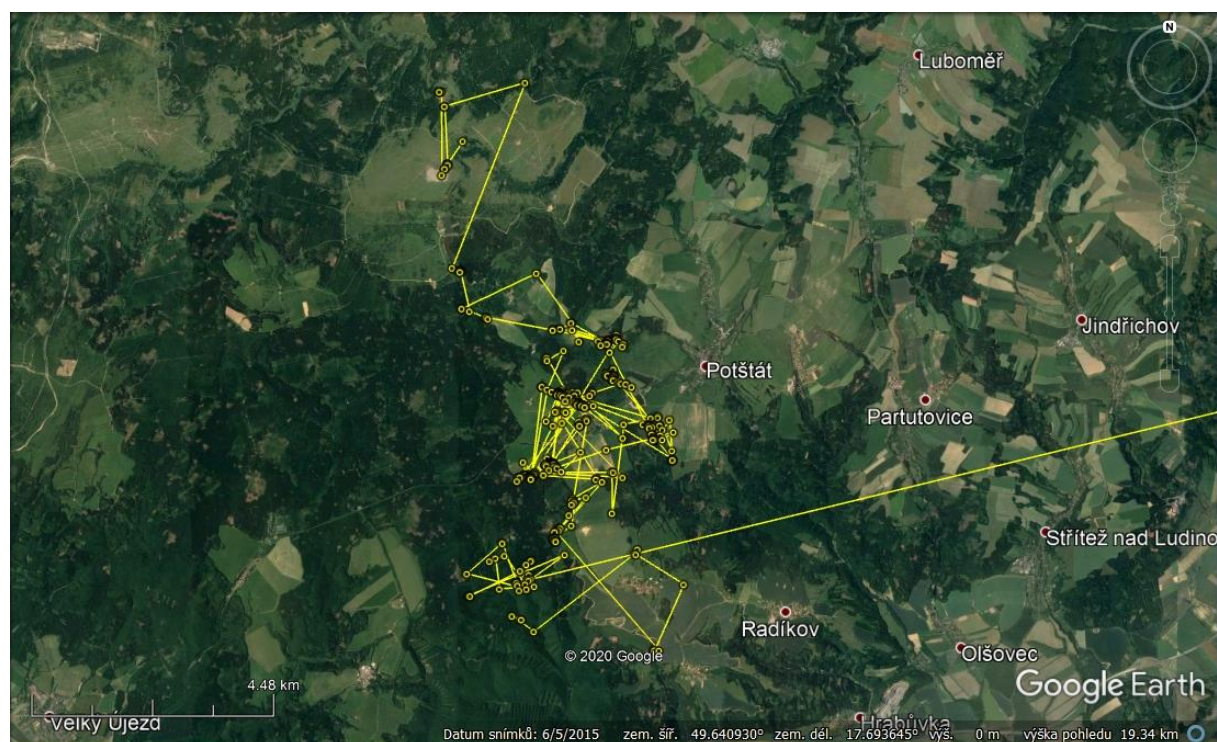 N
Luboměř
Jindřichov
Potštát
Partutovice
Střítež nad Ludino
Radíkov
Olšovec
© 2020 Google
Google Earth
4.48 km
Velký Újezd
Hrabůvka
Datum snímků: 6/5/2015 zem. šíř. 49.640930° zem. dél. 17.693645° výš. 0 m výška pohledu 19.34 km